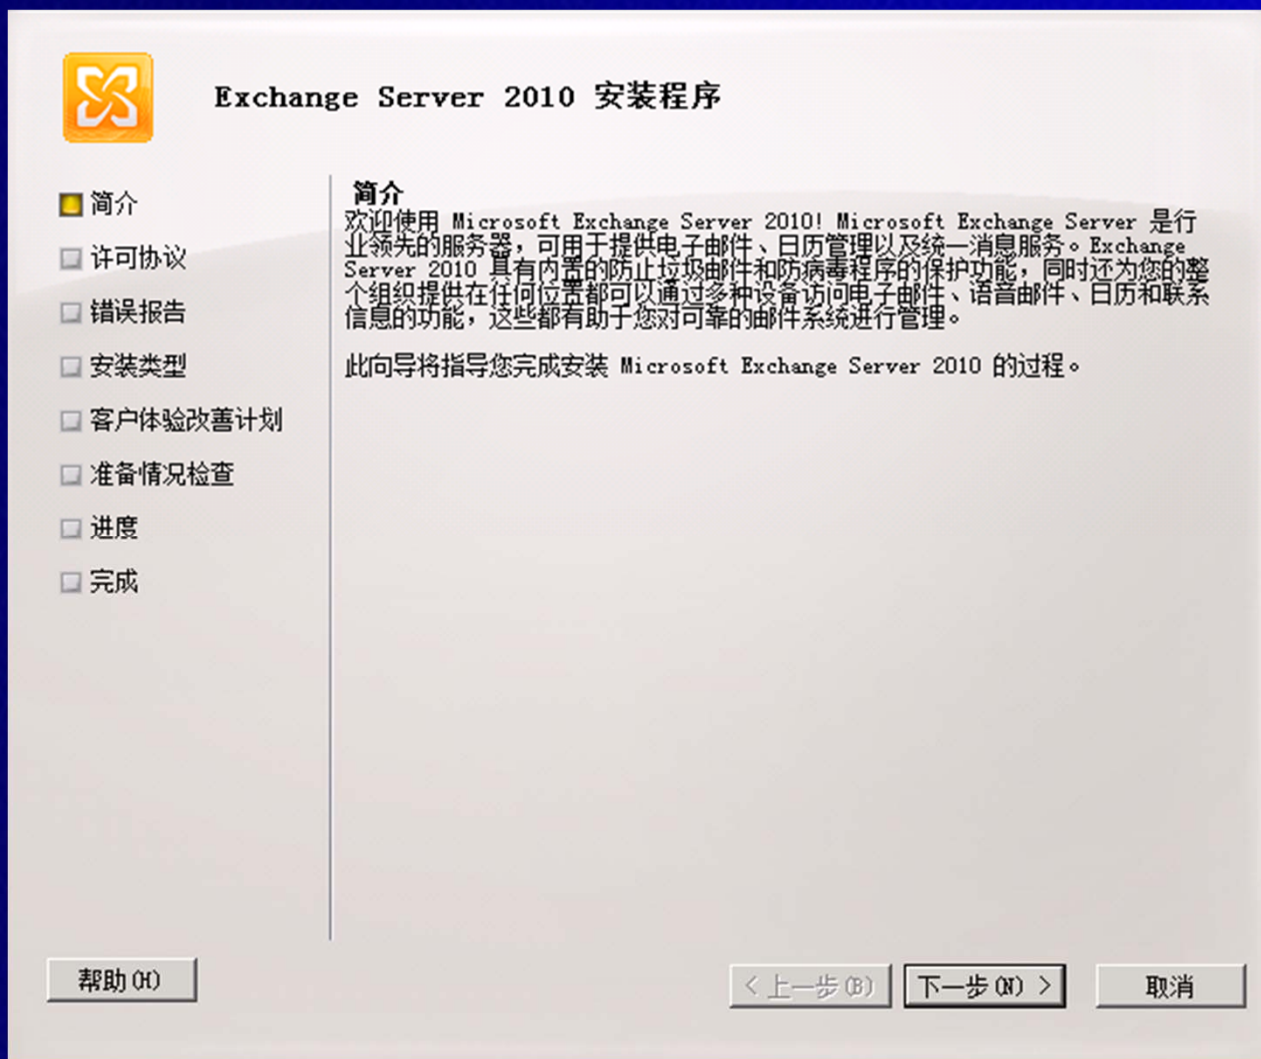 Exchange Server 2010 安装程序
简介
许可协议
错误报告
安装类型
客户体验改善计划
准备情况检查
进度
完成
简介
欢迎使用 Microsoft Exchange Server 2010! Microsoft Exchange Server 是行
业领先的服务器，可用于提供电子邮件、日历管理以及统一消息服务。Exchange
Server 2010 具有内置的防止垃圾邮件和防病毒程序的保护功能，同时还为您的整
个组织提供在任何位置都可以通过多种设备访问电子邮件、语音邮件、日历和联系
信息的功能，这些都有助于您对可靠的邮件系统进行管理。
此向导将指导您完成安装 Microsoft Exchange Server 2010 的过程。
帮助(H)
< 上一步(B)
下一步(N) >
取消